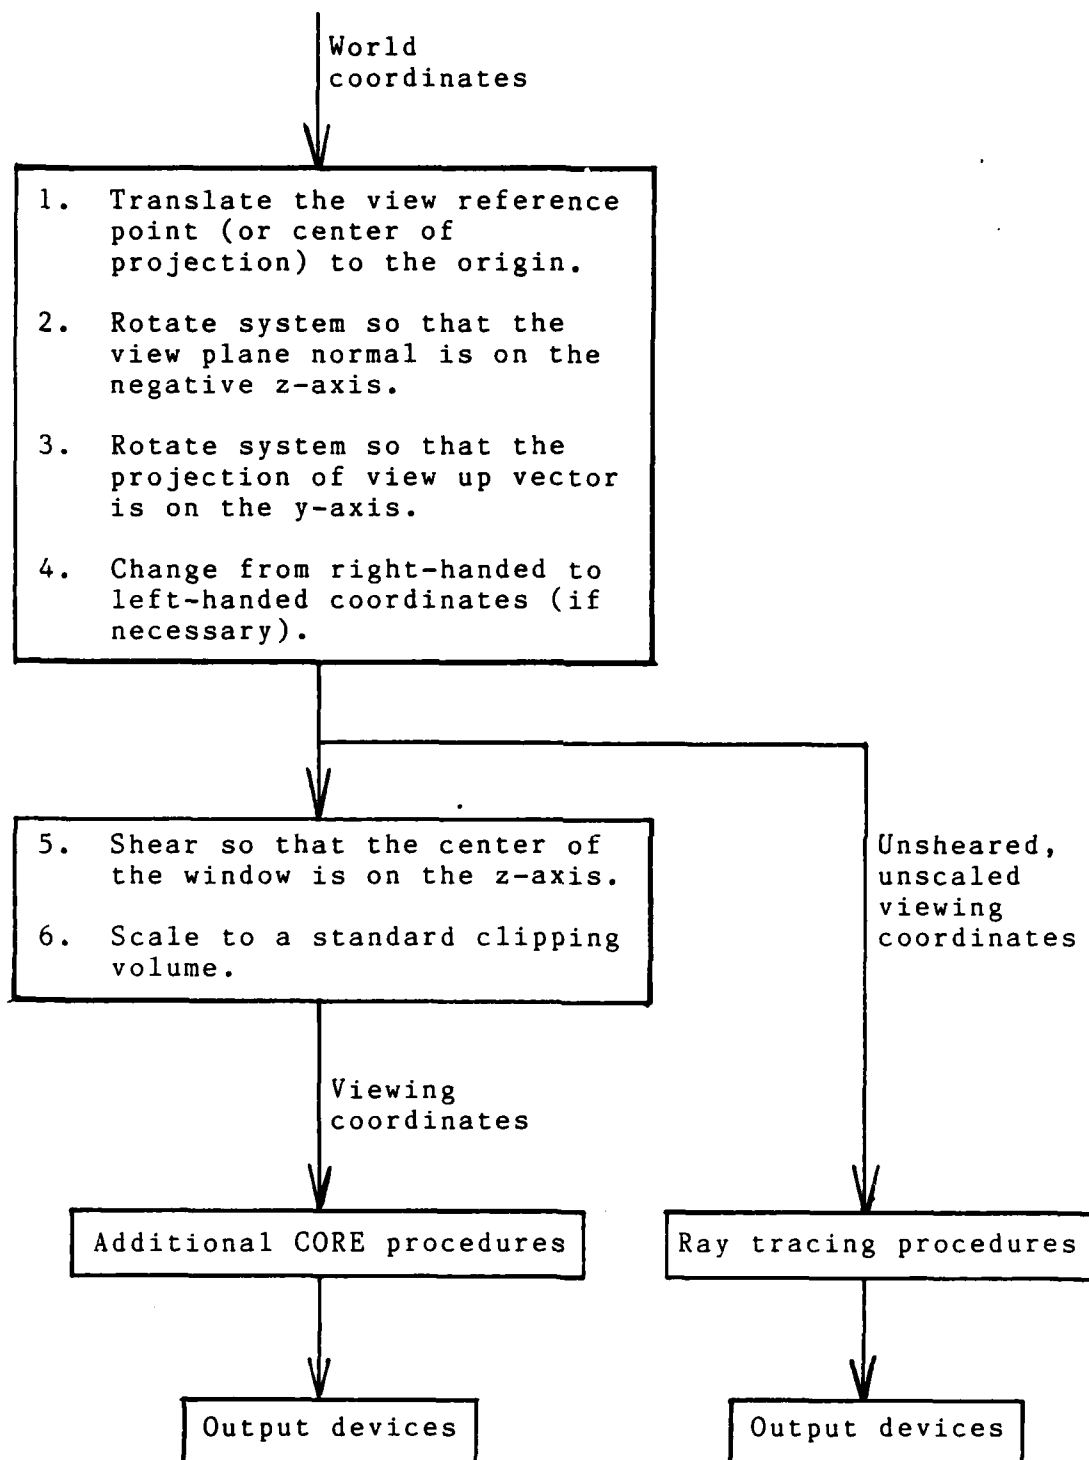 World
coordinates
1. Translate the view reference
point (or center of
projection) to the origin.
2. Rotate system so that the
view plane normal is on the
negative z-axis.
3. Rotate system so that the
projection of view up vector
is on the y-axis.
4. Change from right-handed to
left-handed coordinates (if
necessary).
5. Shear so that the center of
the window is on the z-axis.
6. Scale to a standard clipping
volume.
Unsheared,
unscaled
viewing
coordinates
Viewing
coordinates
Additional CORE procedures
Ray tracing procedures
Output devices
Output devices